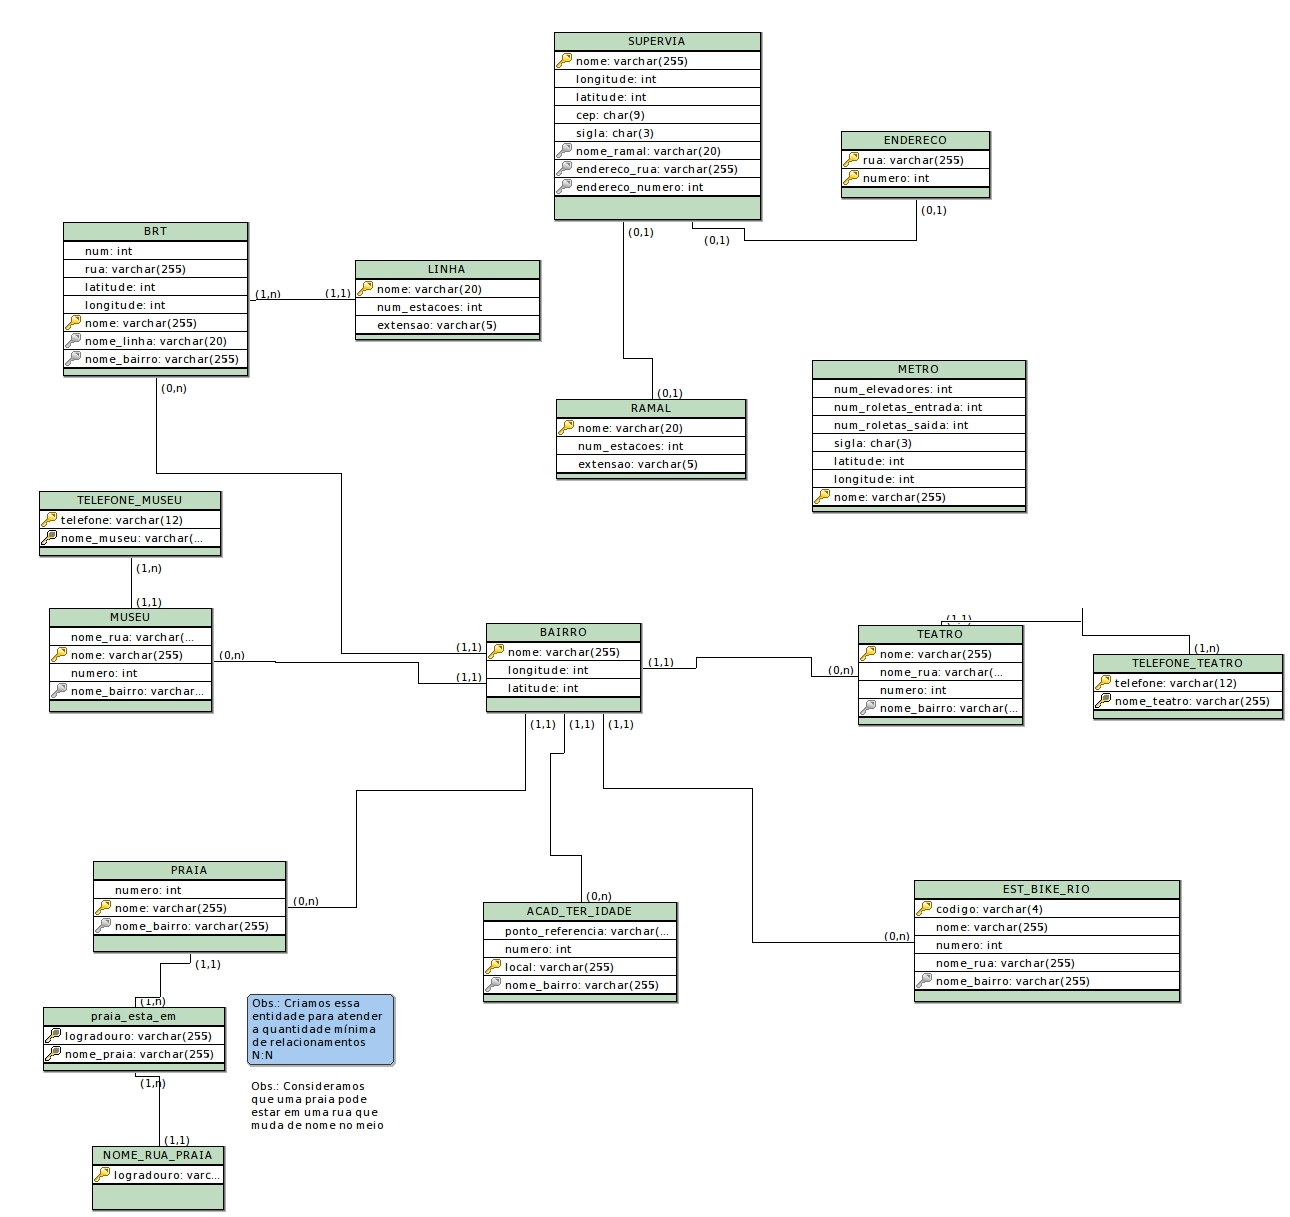 SUPERVIA
nome: varchar(255)
longitude: int
latitude: int
cep: char(9)
sigla: char(3)
nome_ramal: varchar(20)
endereco_rua: varchar(255)
endereco_numero: int
(0,1)
(0,1)
ENDERECO
rua: varchar(255)
numero: int
(0,1)
BRT
num: int
rua: varchar(255)
latitude: int
longitude: int
nome: varchar(255)
nome_linha: varchar(20)
nome_bairro: varchar(255)
(1,n)
(1,1)
(0,n)
LINHA
nome: varchar(20)
num_estacoes: int
extensao: varchar(5)
(0,1)
RAMAL
nome: varchar(20)
num_estacoes: int
extensao: varchar(5)
METRO
num_elevadores: int
num_roletas_entrada: int
num_roletas_saida: int
sigla: char(3)
latitude: int
longitude: int
nome: varchar(255)
TELEFONE_MUSEU
telefone: varchar(12)
nome_museu: varchar(...
(1,n)
(1,1)
MUSEU
nome_rua: varchar(...
nome: varchar(255)
numero: int
nome_bairro: varchar...
(0,n)
(1,1)
(1,1)
BAIRRO
nome: varchar(255)
longitude: int
latitude: int
(1,1)
(1,1)
(1,1)
(1,1)
(0,n)
(1,1)
TEATRO
nome: varchar(255)
nome_rua: varchar(...
numero: int
nome_bairro: varchar(...
(1,n)
TELEFONE_TEATRO
telefone: varchar(12)
nome_teatro: varchar(255)
PRAIA
numero: int
nome: varchar(255)
nome_bairro: varchar(255)
(0,n)
(1,1)
(0,n)
ACAD_TER_IDADE
ponto_referencia: varchar(...
numero: int
local: varchar(255)
nome_bairro: varchar(255)
(0,n)
EST_BIKE_RIO
codigo: varchar(4)
nome: varchar(255)
numero: int
nome_rua: varchar(255)
nome_bairro: varchar(255)
(1,n)
praia_esta_em
logradouro: varchar(255)
nome_praia: varchar(255)
(1,n)
Obs.: Criamos essa
entidade para atender
a quantidade mínima
de relacionamentos
N:N
Obs.: Consideramos
que uma praia pode
estar em uma rua que
muda de nome no meio
(1,1)
NOME_RUA_PRAIA
logradouro: varc...